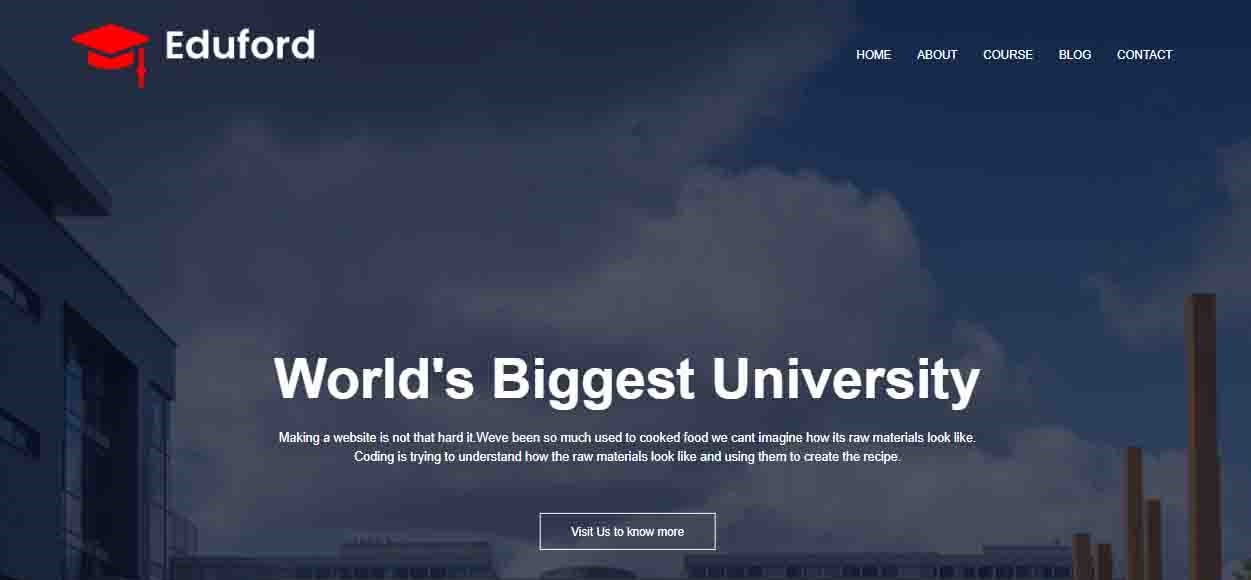 Eduford
HOME ABOUT COURSE BLOG CONTACT
World's Biggest University
Making a website is not that hard it.Weve been so much used to cooked food we cant imagine how its raw materials look like.
Coding is trying to understand how the raw materials look like and using them to create the recipe.
Visit Us to know more